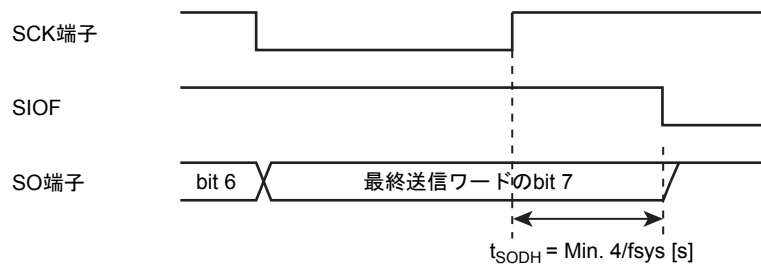 SCK端子
SIOF
SO端子
bit 6
最終送信ワードのbit 7
tSODH = Min. 4/fsys [s]